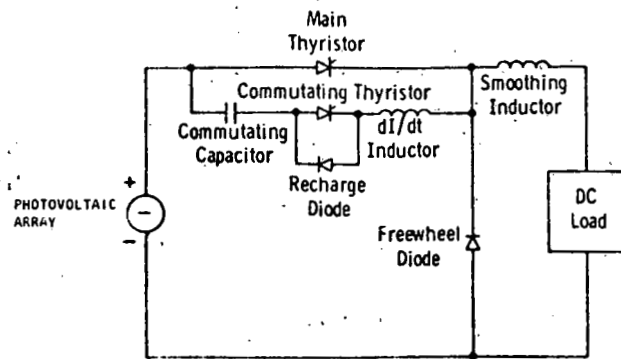 Main
Thyristor
Commutating Thyristor
Smoothing
Inductor
Commutating
Capacitor
dI/dt
Inductor
Recharge
Diode
+
PHOTOVOLTAIC
ARRAY
−
−
DC
Load
Freewheel
Diode